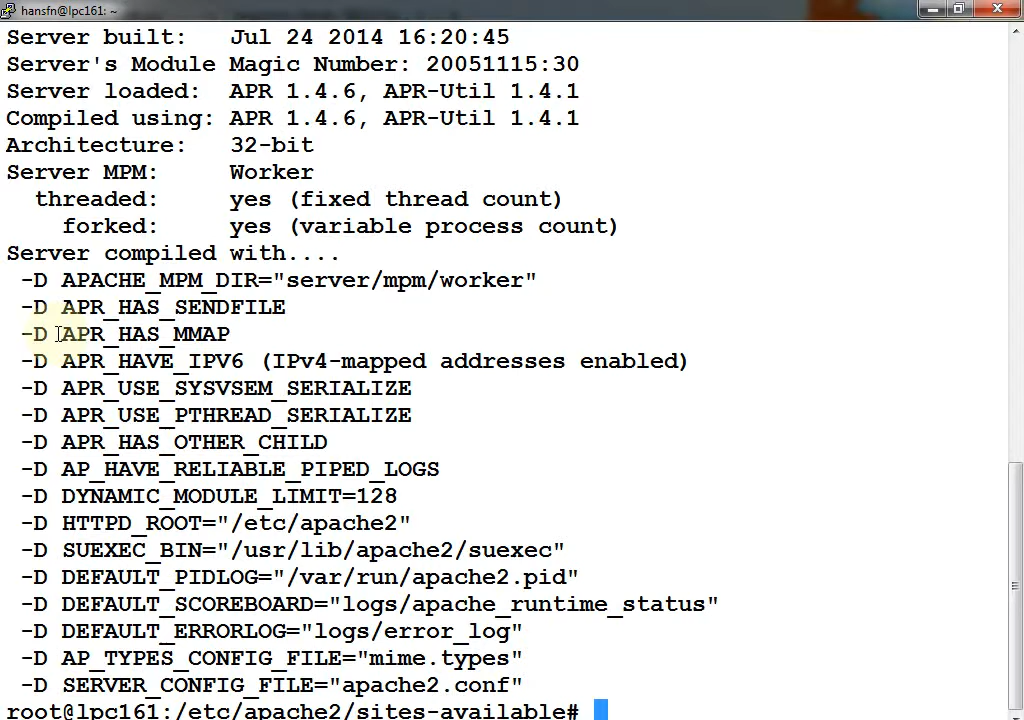 hansfn@lpc161: ~
Server built:   Jul 24 2014 16:20:45
Server's Module Magic Number: 20051115:30
Server loaded:  APR 1.4.6, APR-Util 1.4.1
Compiled using: APR 1.4.6, APR-Util 1.4.1
Architecture:   32-bit
Server MPM:     Worker
  threaded:     yes (fixed thread count)
    forked:     yes (variable process count)
Server compiled with....
 -D APACHE_MPM_DIR="server/mpm/worker"
 -D APR_HAS_SENDFILE
 -D APR_HAS_MMAP
 -D APR_HAVE_IPV6 (IPv4-mapped addresses enabled)
 -D APR_USE_SYSVSEM_SERIALIZE
 -D APR_USE_PTHREAD_SERIALIZE
 -D APR_HAS_OTHER_CHILD
 -D AP_HAVE_RELIABLE_PIPED_LOGS
 -D DYNAMIC_MODULE_LIMIT=128
 -D HTTPD_ROOT="/etc/apache2"
 -D SUEXEC_BIN="/usr/lib/apache2/suexec"
 -D DEFAULT_PIDLOG="/var/run/apache2.pid"
 -D DEFAULT_SCOREBOARD="logs/apache_runtime_status"
 -D DEFAULT_ERRORLOG="logs/error_log"
 -D AP_TYPES_CONFIG_FILE="mime.types"
 -D SERVER_CONFIG_FILE="apache2.conf"
root@lpc161:/etc/apache2/sites-available#